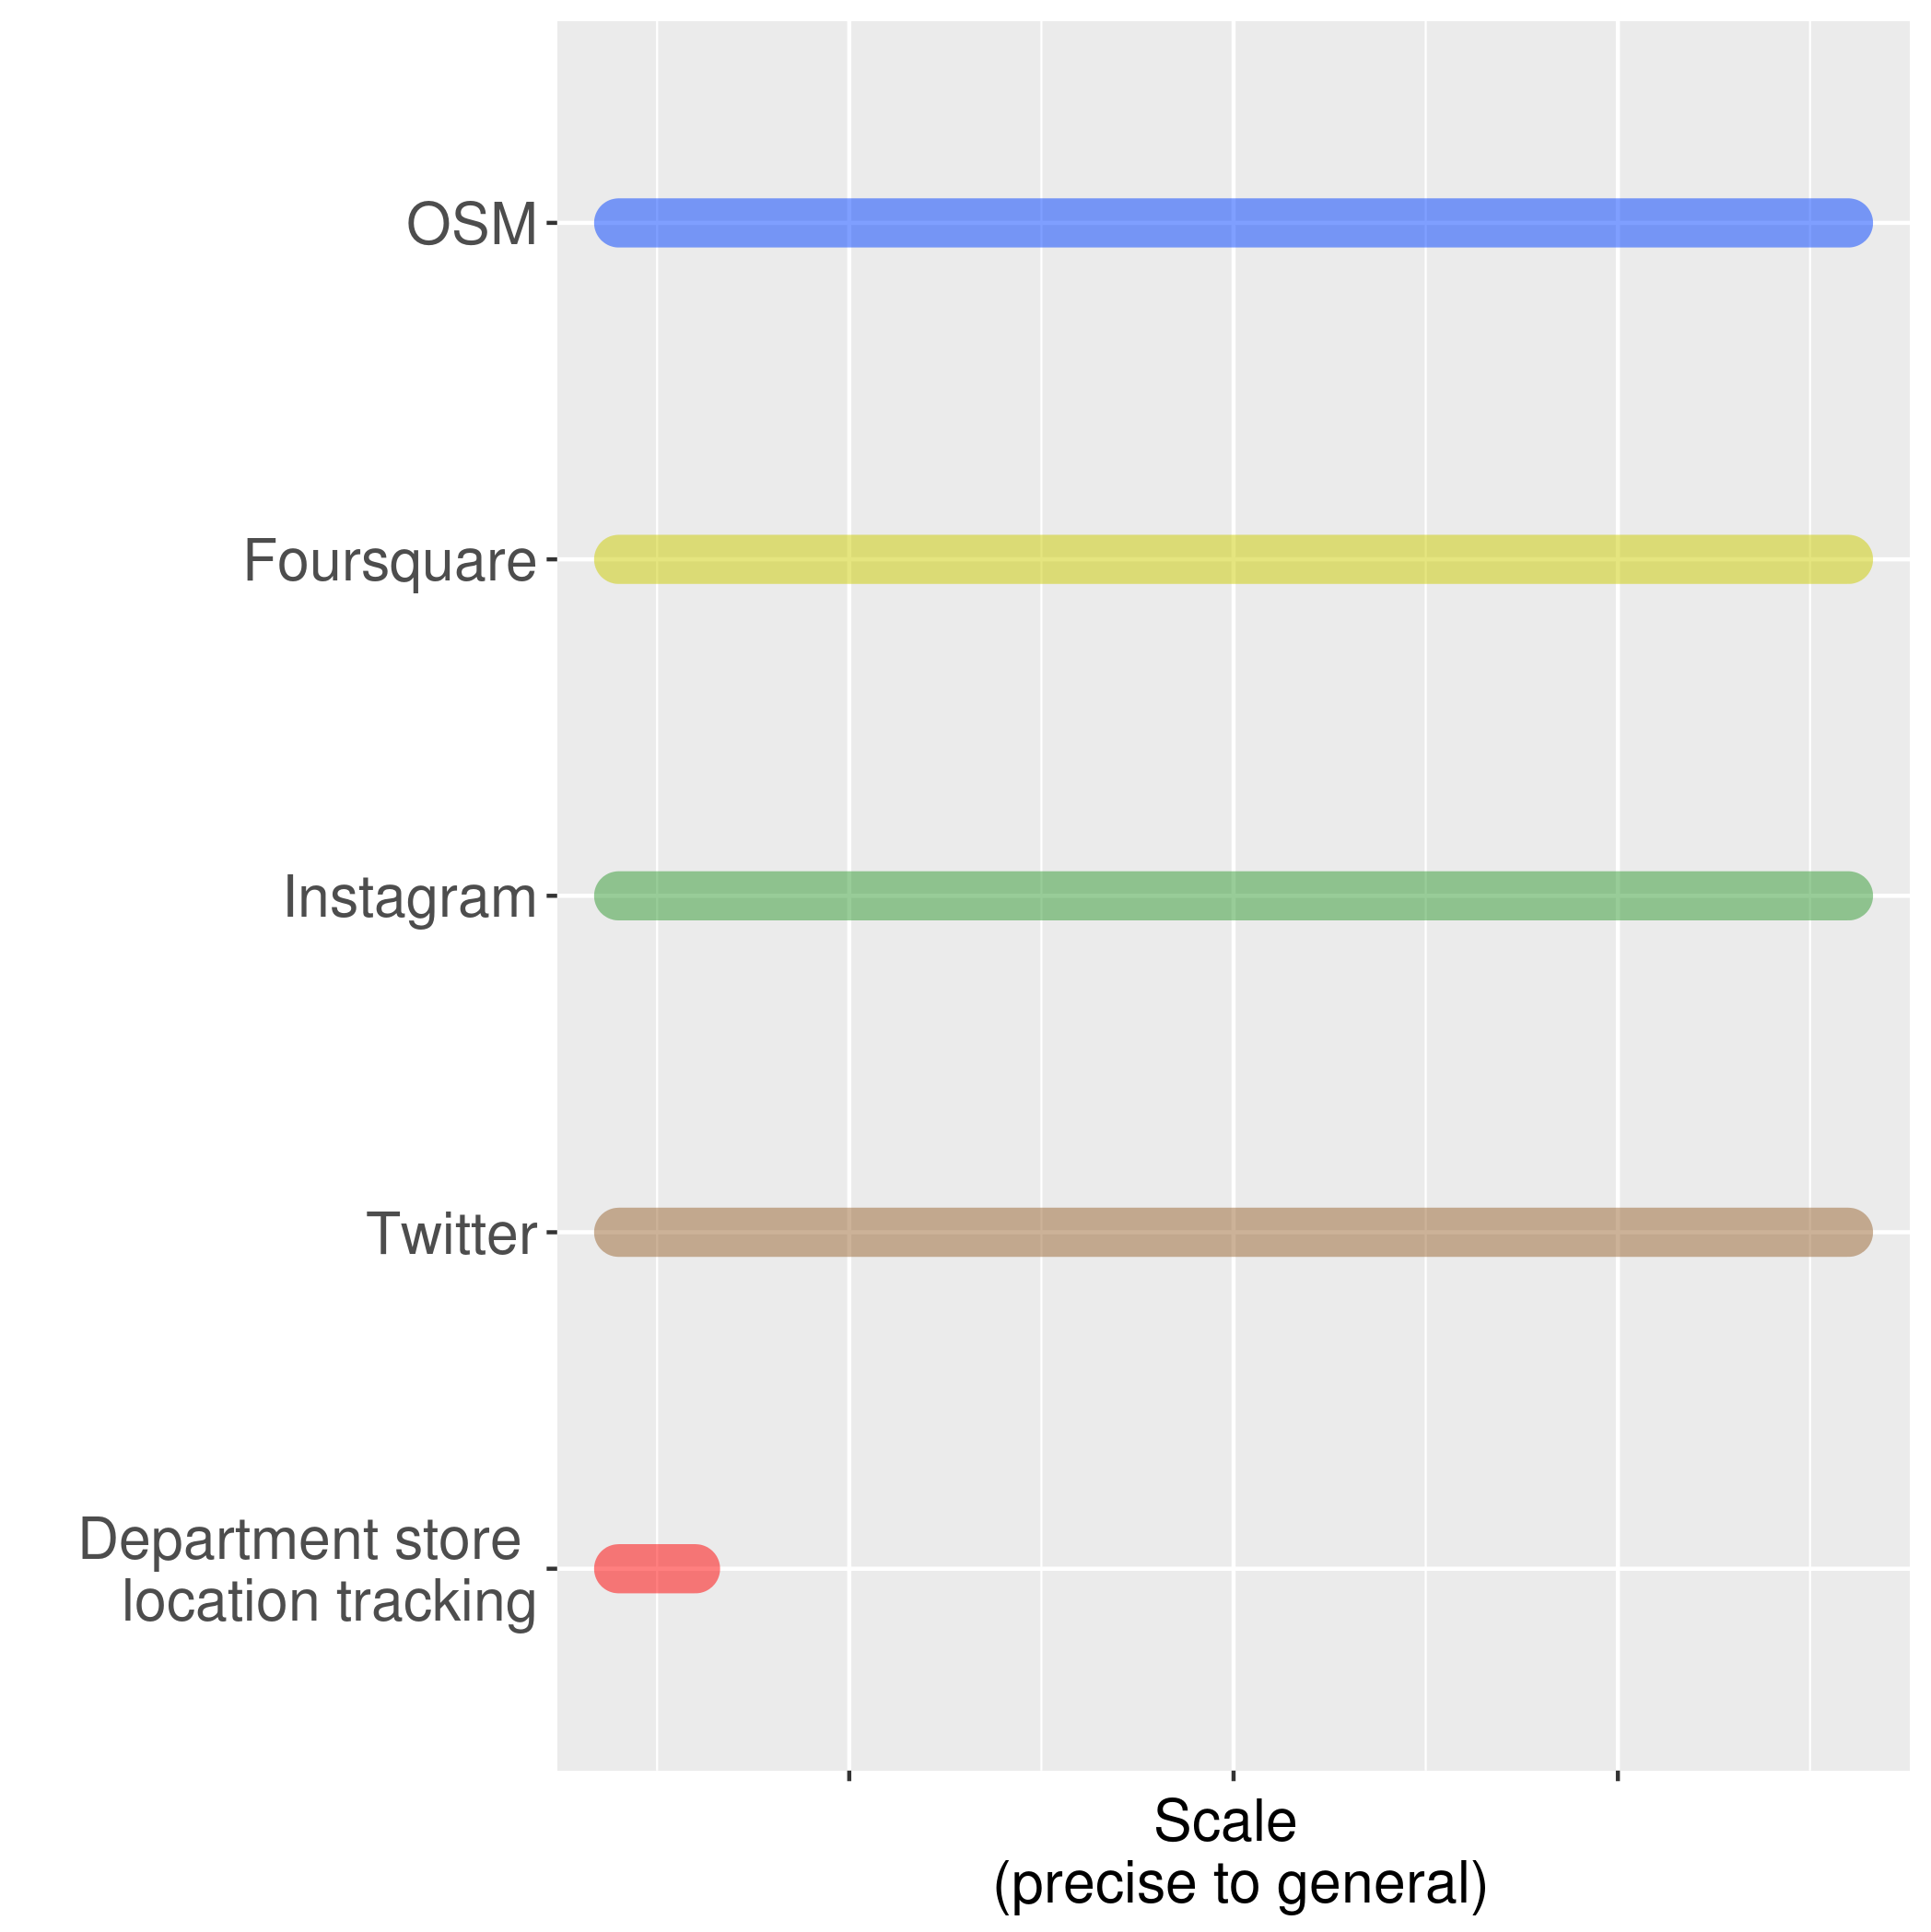 OSM
Foursquare
Instagram
Twitter
Department store
location tracking
Scale
(precise to general)